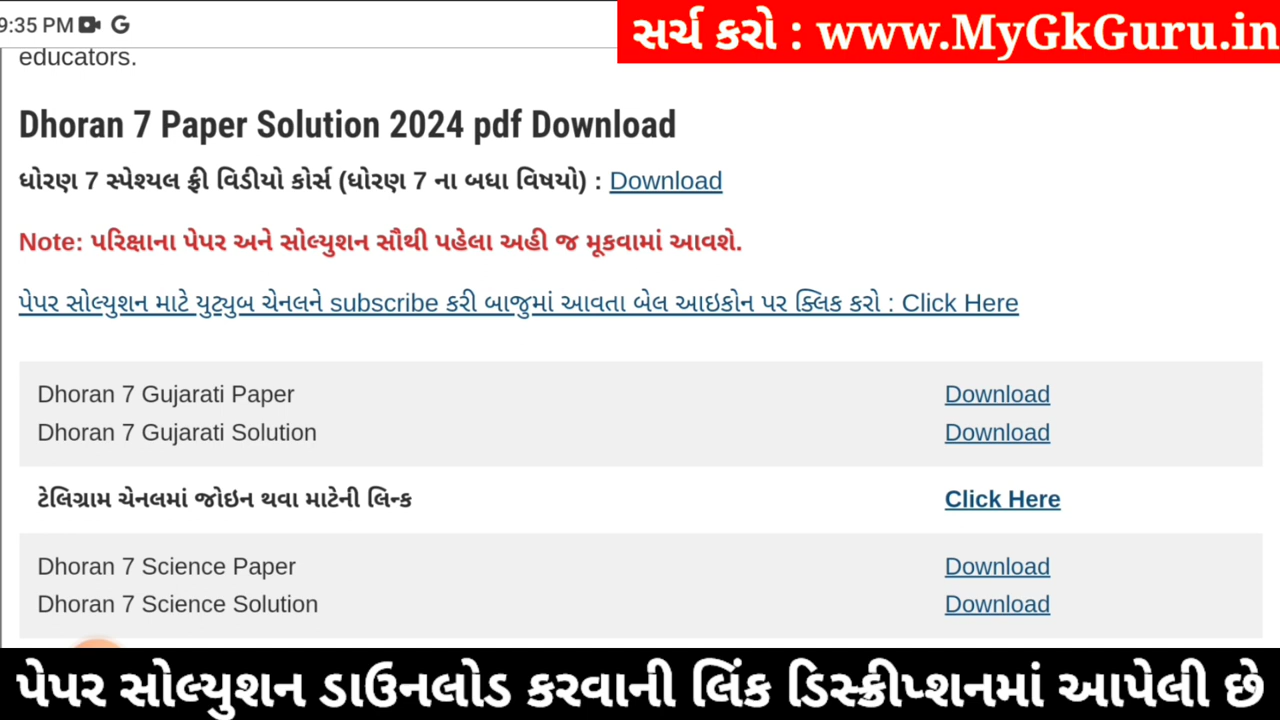 9:35 PM
સર્ચ કરો : www.MyGkGuru.in
educators.
Dhoran 7 Paper Solution 2024 pdf Download
ધોરણ 7 સ્પેશ્યલ ફ્રી વિડીયો કોર્સ (ધોરણ 7 ના બધા વિષયો) : Download
Note: પરિક્ષાના પેપર અને સોલ્યુશન સૌથી પહેલા અહી જ મૂકવામાં આવશે.
પેપર સોલ્યુશન માટે યુટ્યુબ ચેનલને subscribe કરી બાજુમાં આવતા બેલ આઇકોન પર ક્લિક કરો : Click Here
Dhoran 7 Gujarati Paper Download
Dhoran 7 Gujarati Solution Download
ટેલિગ્રામ ચેનલમાં જોઇન થવા માટેની લિન્ક Click Here
Dhoran 7 Science Paper Download
Dhoran 7 Science Solution Download
પેપર સોલ્યુશન ડાઉનલોડ કરવાની લિંક ડિસ્ક્રીપ્શનમાં આપેલી છે